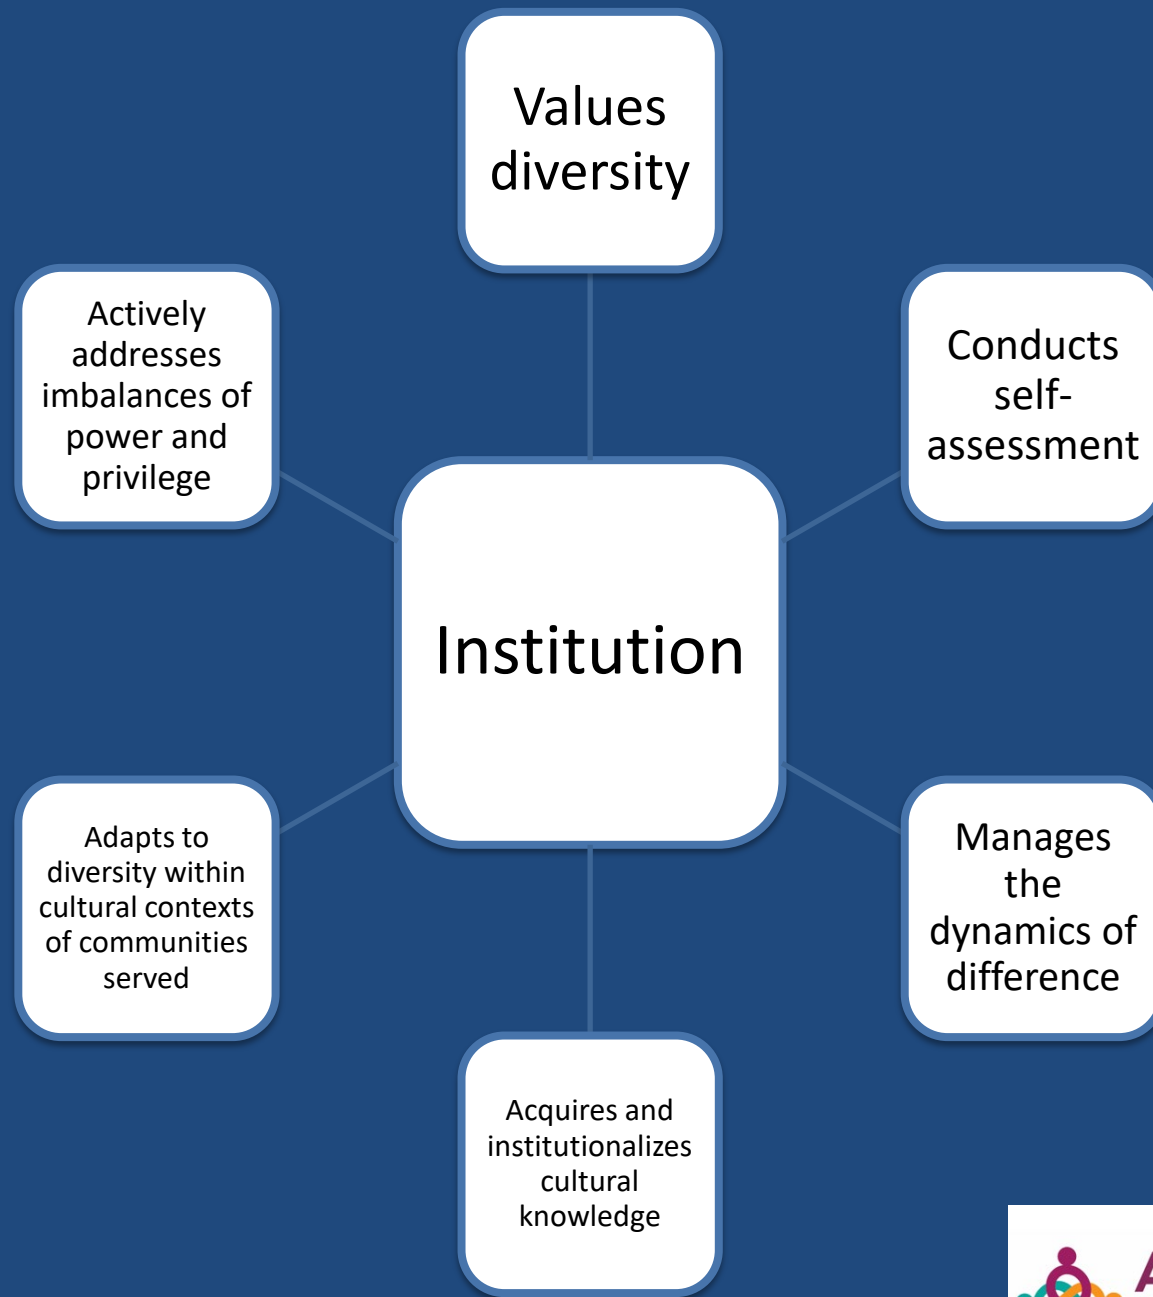 Values
diversity
Conducts
self-
assessment
Manages
the
dynamics of
difference
Acquires and
institutionalizes
cultural
knowledge
Adapts to
diversity within
cultural contexts
of communities
served
Actively
addresses
imbalances of
power and
privilege
Institution